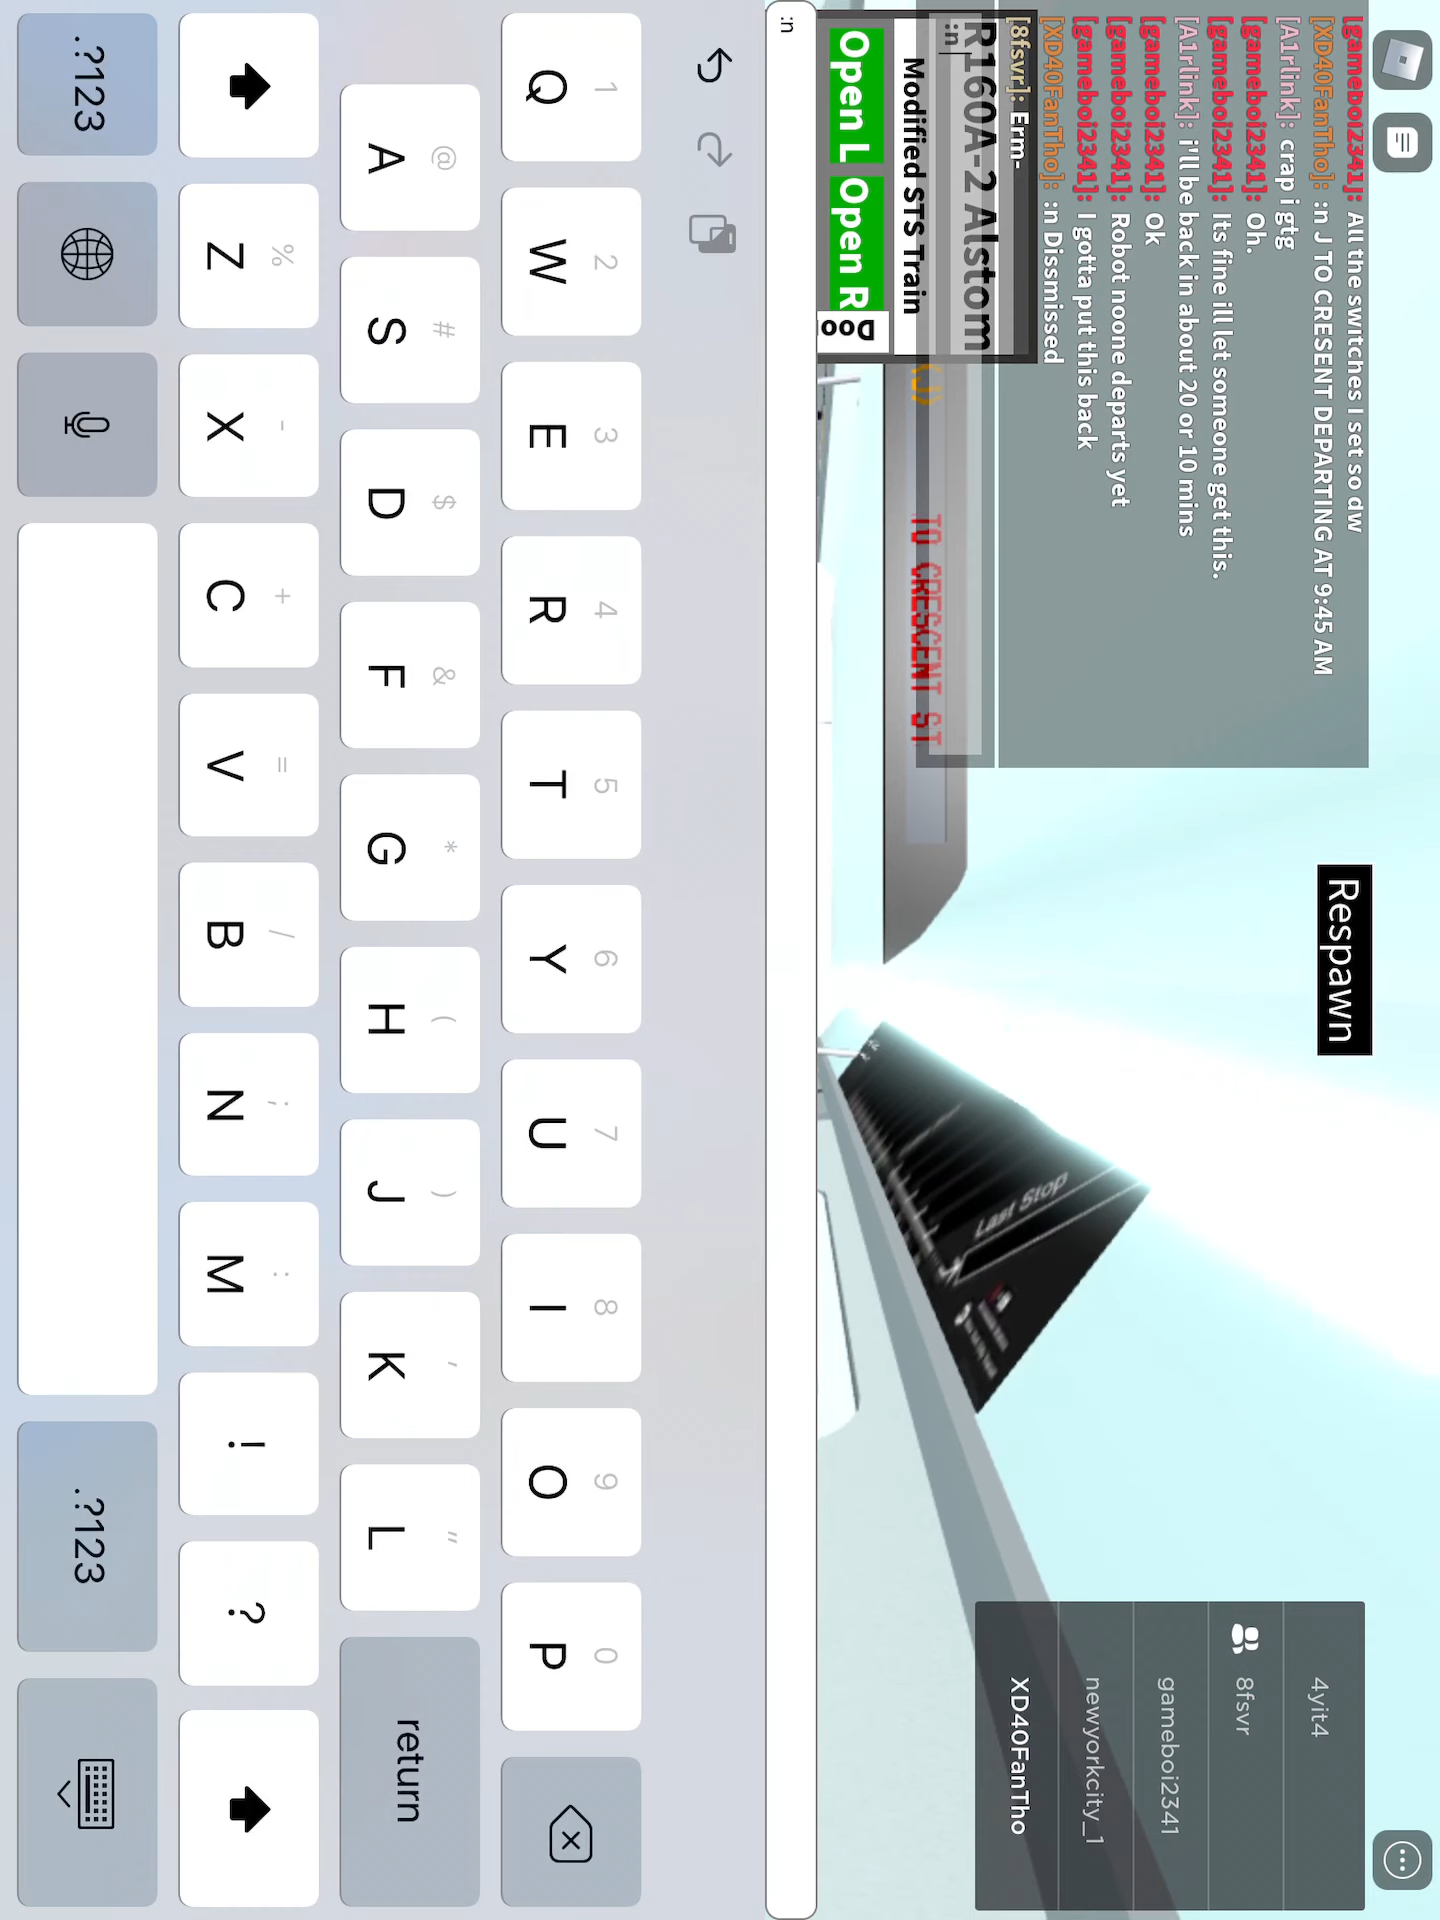 [gameboi2341]: All the switches I set so dw
[XD40FanTho]: :n J TO CRESENT DEPARTING AT 9:45 AM
[A1rlink]: crap i gtg
[gameboi2341]: Oh.
[gameboi2341]: Its fine ill let someone get this.
[A1rlink]: i'll be back in about 20 or 10 mins
[gameboi2341]: Ok
[gameboi2341]: Robot noone departs yet
[gameboi2341]: I gotta put this back
[XD40FanTho]: :n Dissmissed
[8fsvr]: Erm-
:n
R160A-2 Alstom
Modified STS Train
Open L Open R
Doo
(J)
TO CRESCENT ST
Respawn
Last Stop
4yit4
8fsvr
gameboi2341
newyorkcity_1
XD40FanTho
:n
1 2 3 4 5 6 7 8 9 0
Q W E R T Y U I O P
@ # $ & * ( ) ' "
A S D F G H J K L return
% - + = / ; :
Z X C V B N M ! ?
.?123 .?123